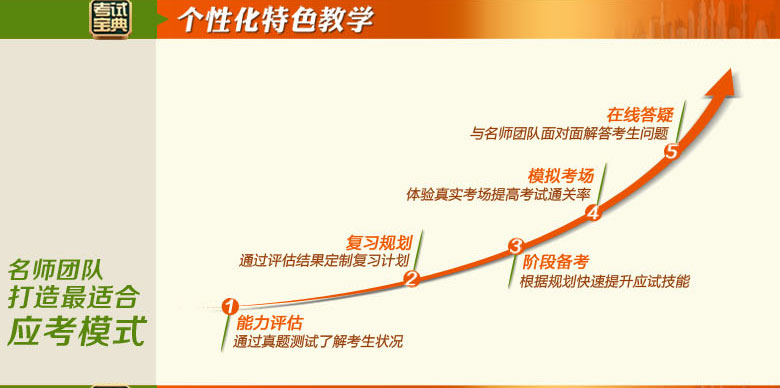 考试
宝典
个性化特色教学
在线答疑
与名师团队面对面解答考生问题
5
模拟考场
体验真实考场提高考试通关率
4
复习规划
通过评估结果定制复习计划
3
阶段备考
根据规划快速提升应试技能
2
1
能力评估
通过真题测试了解考生状况
名师团队
打造最适合
应考模式